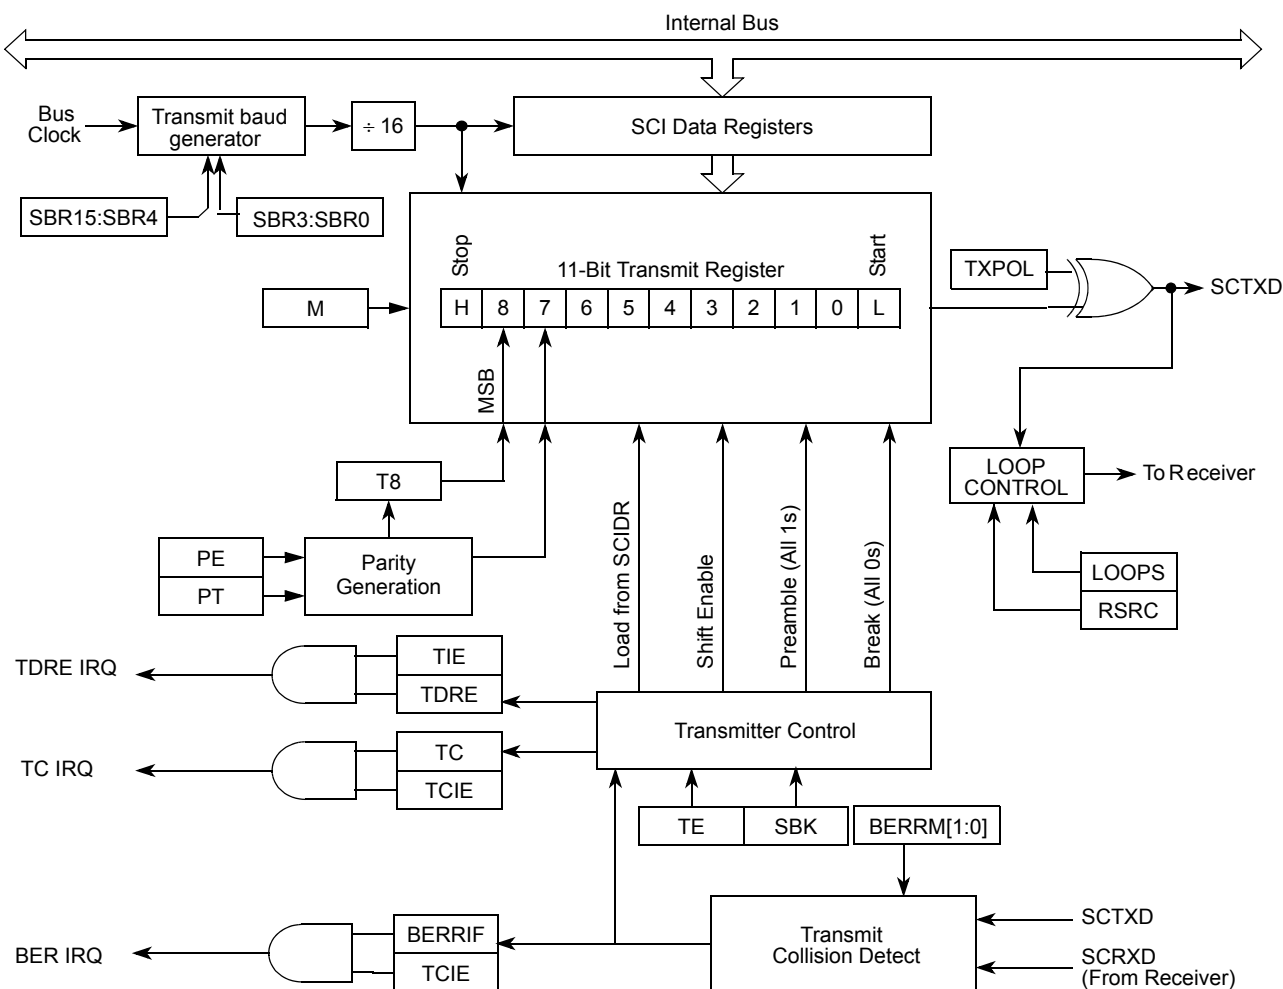 Internal Bus
Bus
Clock
Transmit baud
generator
÷ 16
SCI Data Registers
SBR15:SBR4
SBR3:SBR0
Stop
11-Bit Transmit Register
Start
TXPOL
SCTXD
M
H 8 7 6 5 4 3 2 1 0 L
MSB
T8
LOOP
CONTROL
To Receiver
PE
PT
Parity
Generation
Load from SCIDR
Shift Enable
Preamble (All 1s)
Break (All 0s)
LOOPS
RSRC
TDRE IRQ
TIE
TDRE
Transmitter Control
TC IRQ
TC
TCIE
TE
SBK
BERRM[1:0]
BER IRQ
BERRIF
TCIE
Transmit
Collision Detect
SCTXD
SCRXD
(From Receiver)